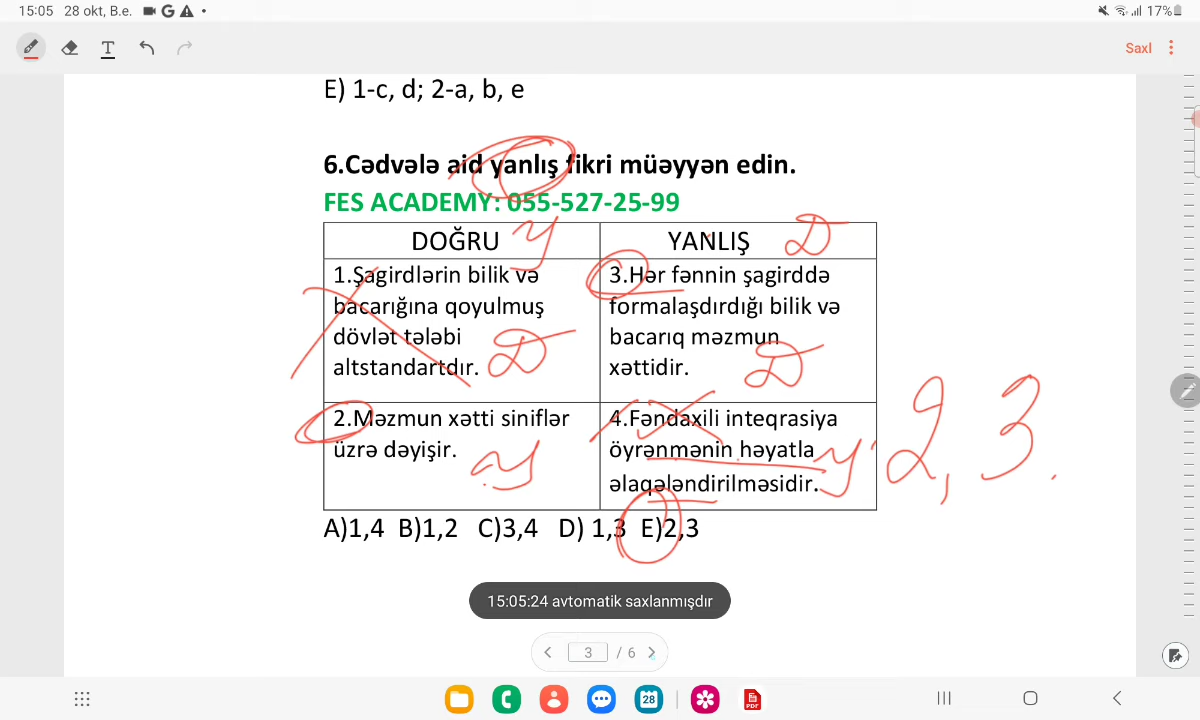 15:05 28 okt, B.e. 17%
T Saxl
E) 1-c, d; 2-a, b, e
6.Cədvələ aid yanlış fikri müəyyən edin.
FES ACADEMY: 055-527-25-99
DOĞRU Y
YANLIŞ D
1.Şagirdlərin bilik və
bacarığına qoyulmuş
dövlət tələbi
altstandartdır. D
3.Hər fənnin şagirddə
formalaşdırdığı bilik və
bacarıq məzmun
xəttidir. D
2.Məzmun xətti siniflər
üzrə dəyişir. Y
4.Fəndaxili inteqrasiya
öyrənmənin həyatla
əlaqələndirilməsidir. Y
2, 3.
A)1,4 B)1,2 C)3,4 D) 1,3 E)2,3
15:05:24 avtomatik saxlanmışdır
3 / 6
28
PDF